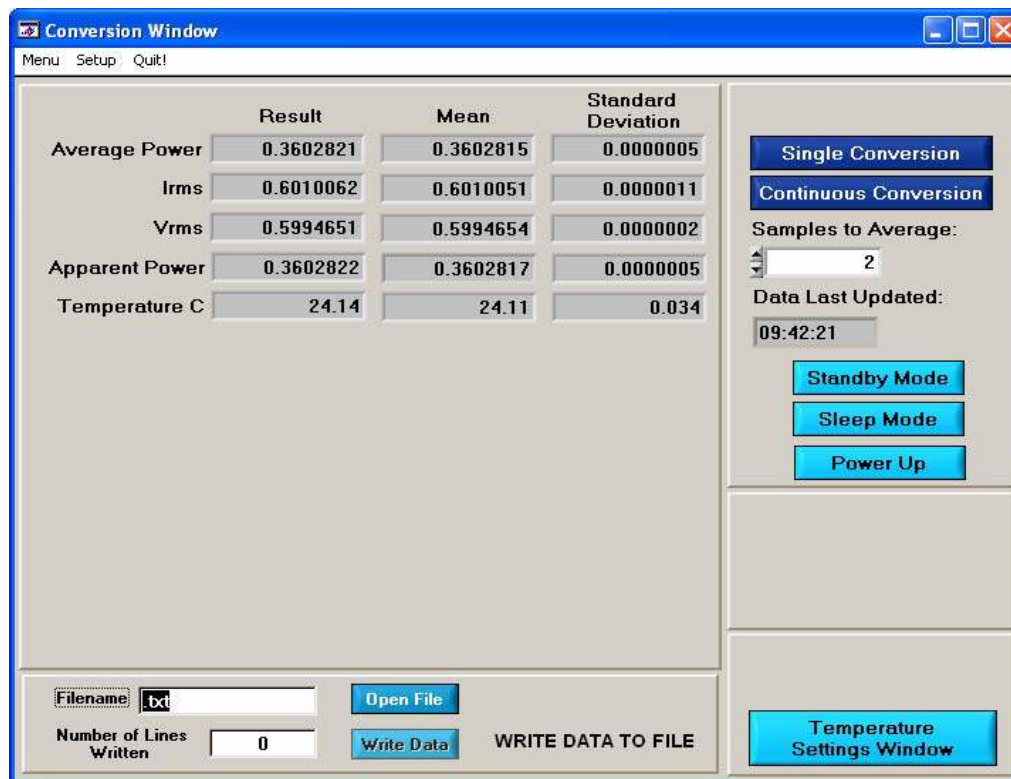 Conversion Window
Menu Setup Quit!
Result Mean Standard Deviation
Average Power 0.3602821 0.3602815 0.0000005
Irms 0.6010062 0.6010051 0.0000011
Vrms 0.5994651 0.5994654 0.0000002
Apparent Power 0.3602822 0.3602817 0.0000005
Temperature C 24.14 24.11 0.034
Single Conversion
Continuous Conversion
Samples to Average:
2
Data Last Updated:
09:42:21
Standby Mode
Sleep Mode
Power Up
Filename .txt Open File
Number of Lines Written 0 Write Data WRITE DATA TO FILE
Temperature
Settings Window